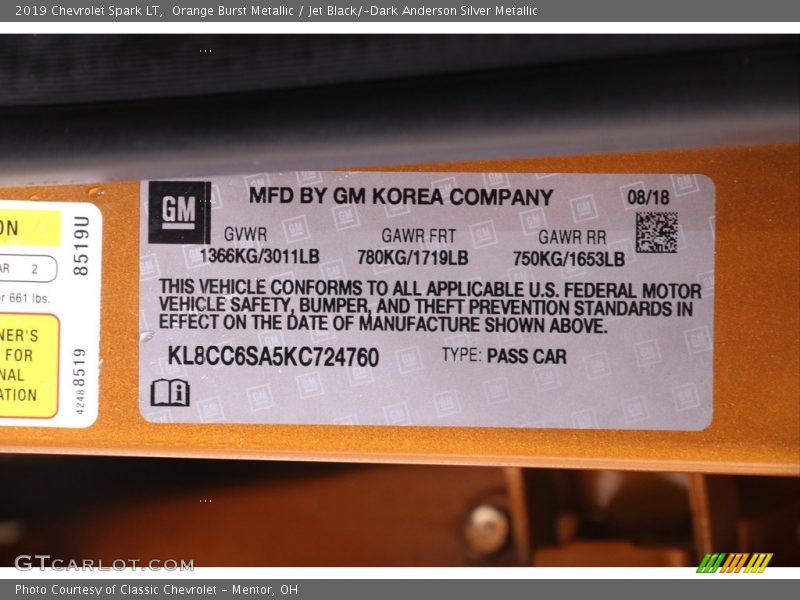 2019 Chevrolet Spark LT,  Orange Burst Metallic / Jet Black/­Dark Anderson Silver Metallic
GM
MFD BY GM KOREA COMPANY
08/18
GVWR
GAWR FRT
GAWR RR
1366KG/3011LB
780KG/1719LB
750KG/1653LB
THIS VEHICLE CONFORMS TO ALL APPLICABLE U.S. FEDERAL MOTOR
VEHICLE SAFETY, BUMPER, AND THEFT PREVENTION STANDARDS IN
EFFECT ON THE DATE OF MANUFACTURE SHOWN ABOVE.
KL8CC6SA5KC724760
TYPE: PASS CAR
ON
AR 2
or 661 lbs.
NER'S
FOR
NAL
ATION
8519U
42488519
GTCARLOT.COM
Photo Courtesy of Classic Chevrolet - Mentor, OH